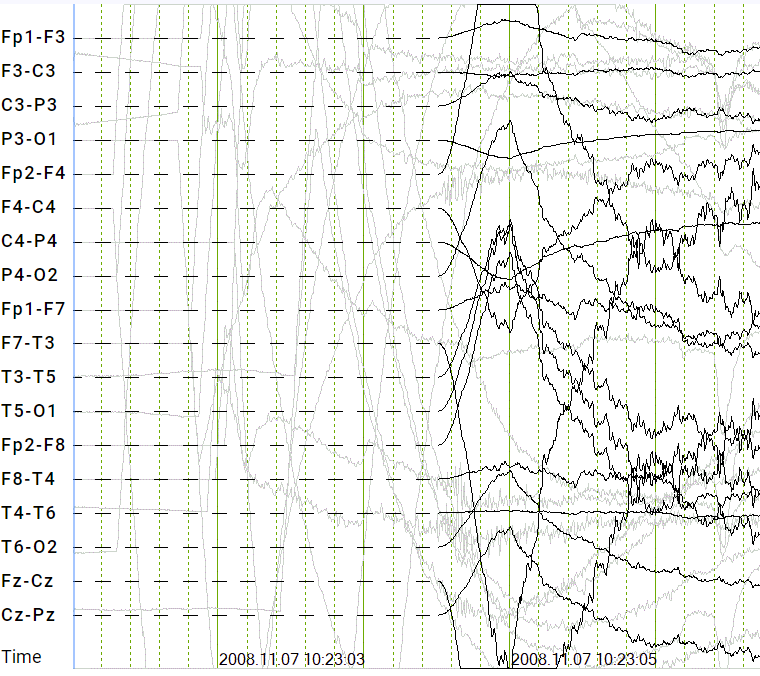 Fp1-F3
F3-C3
C3-P3
P3-O1
Fp2-F4
F4-C4
C4-P4
P4-O2
Fp1-F7
F7-T3
T3-T5
T5-O1
Fp2-F8
F8-T4
T4-T6
T6-O2
Fz-Cz
Cz-Pz
Time 2008.11.07 10:23:03 2008.11.07 10:23:05